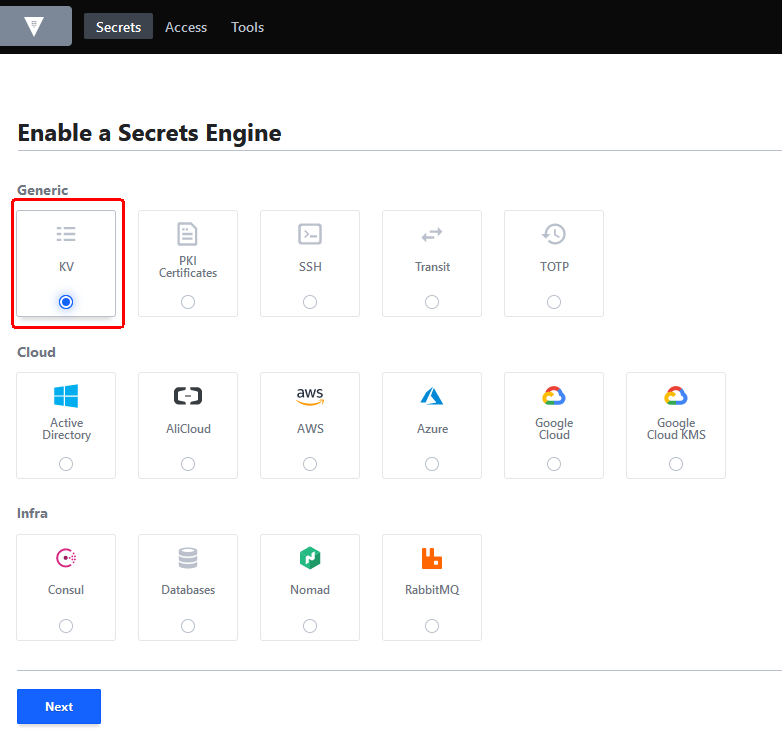 Secrets Access Tools
Enable a Secrets Engine
Generic
KV
PKI
Certificates
SSH
Transit
TOTP
Cloud
Active
Directory
AliCloud
aws
AWS
Azure
Google
Cloud
Google
Cloud KMS
Infra
Consul
Databases
Nomad
RabbitMQ
Next